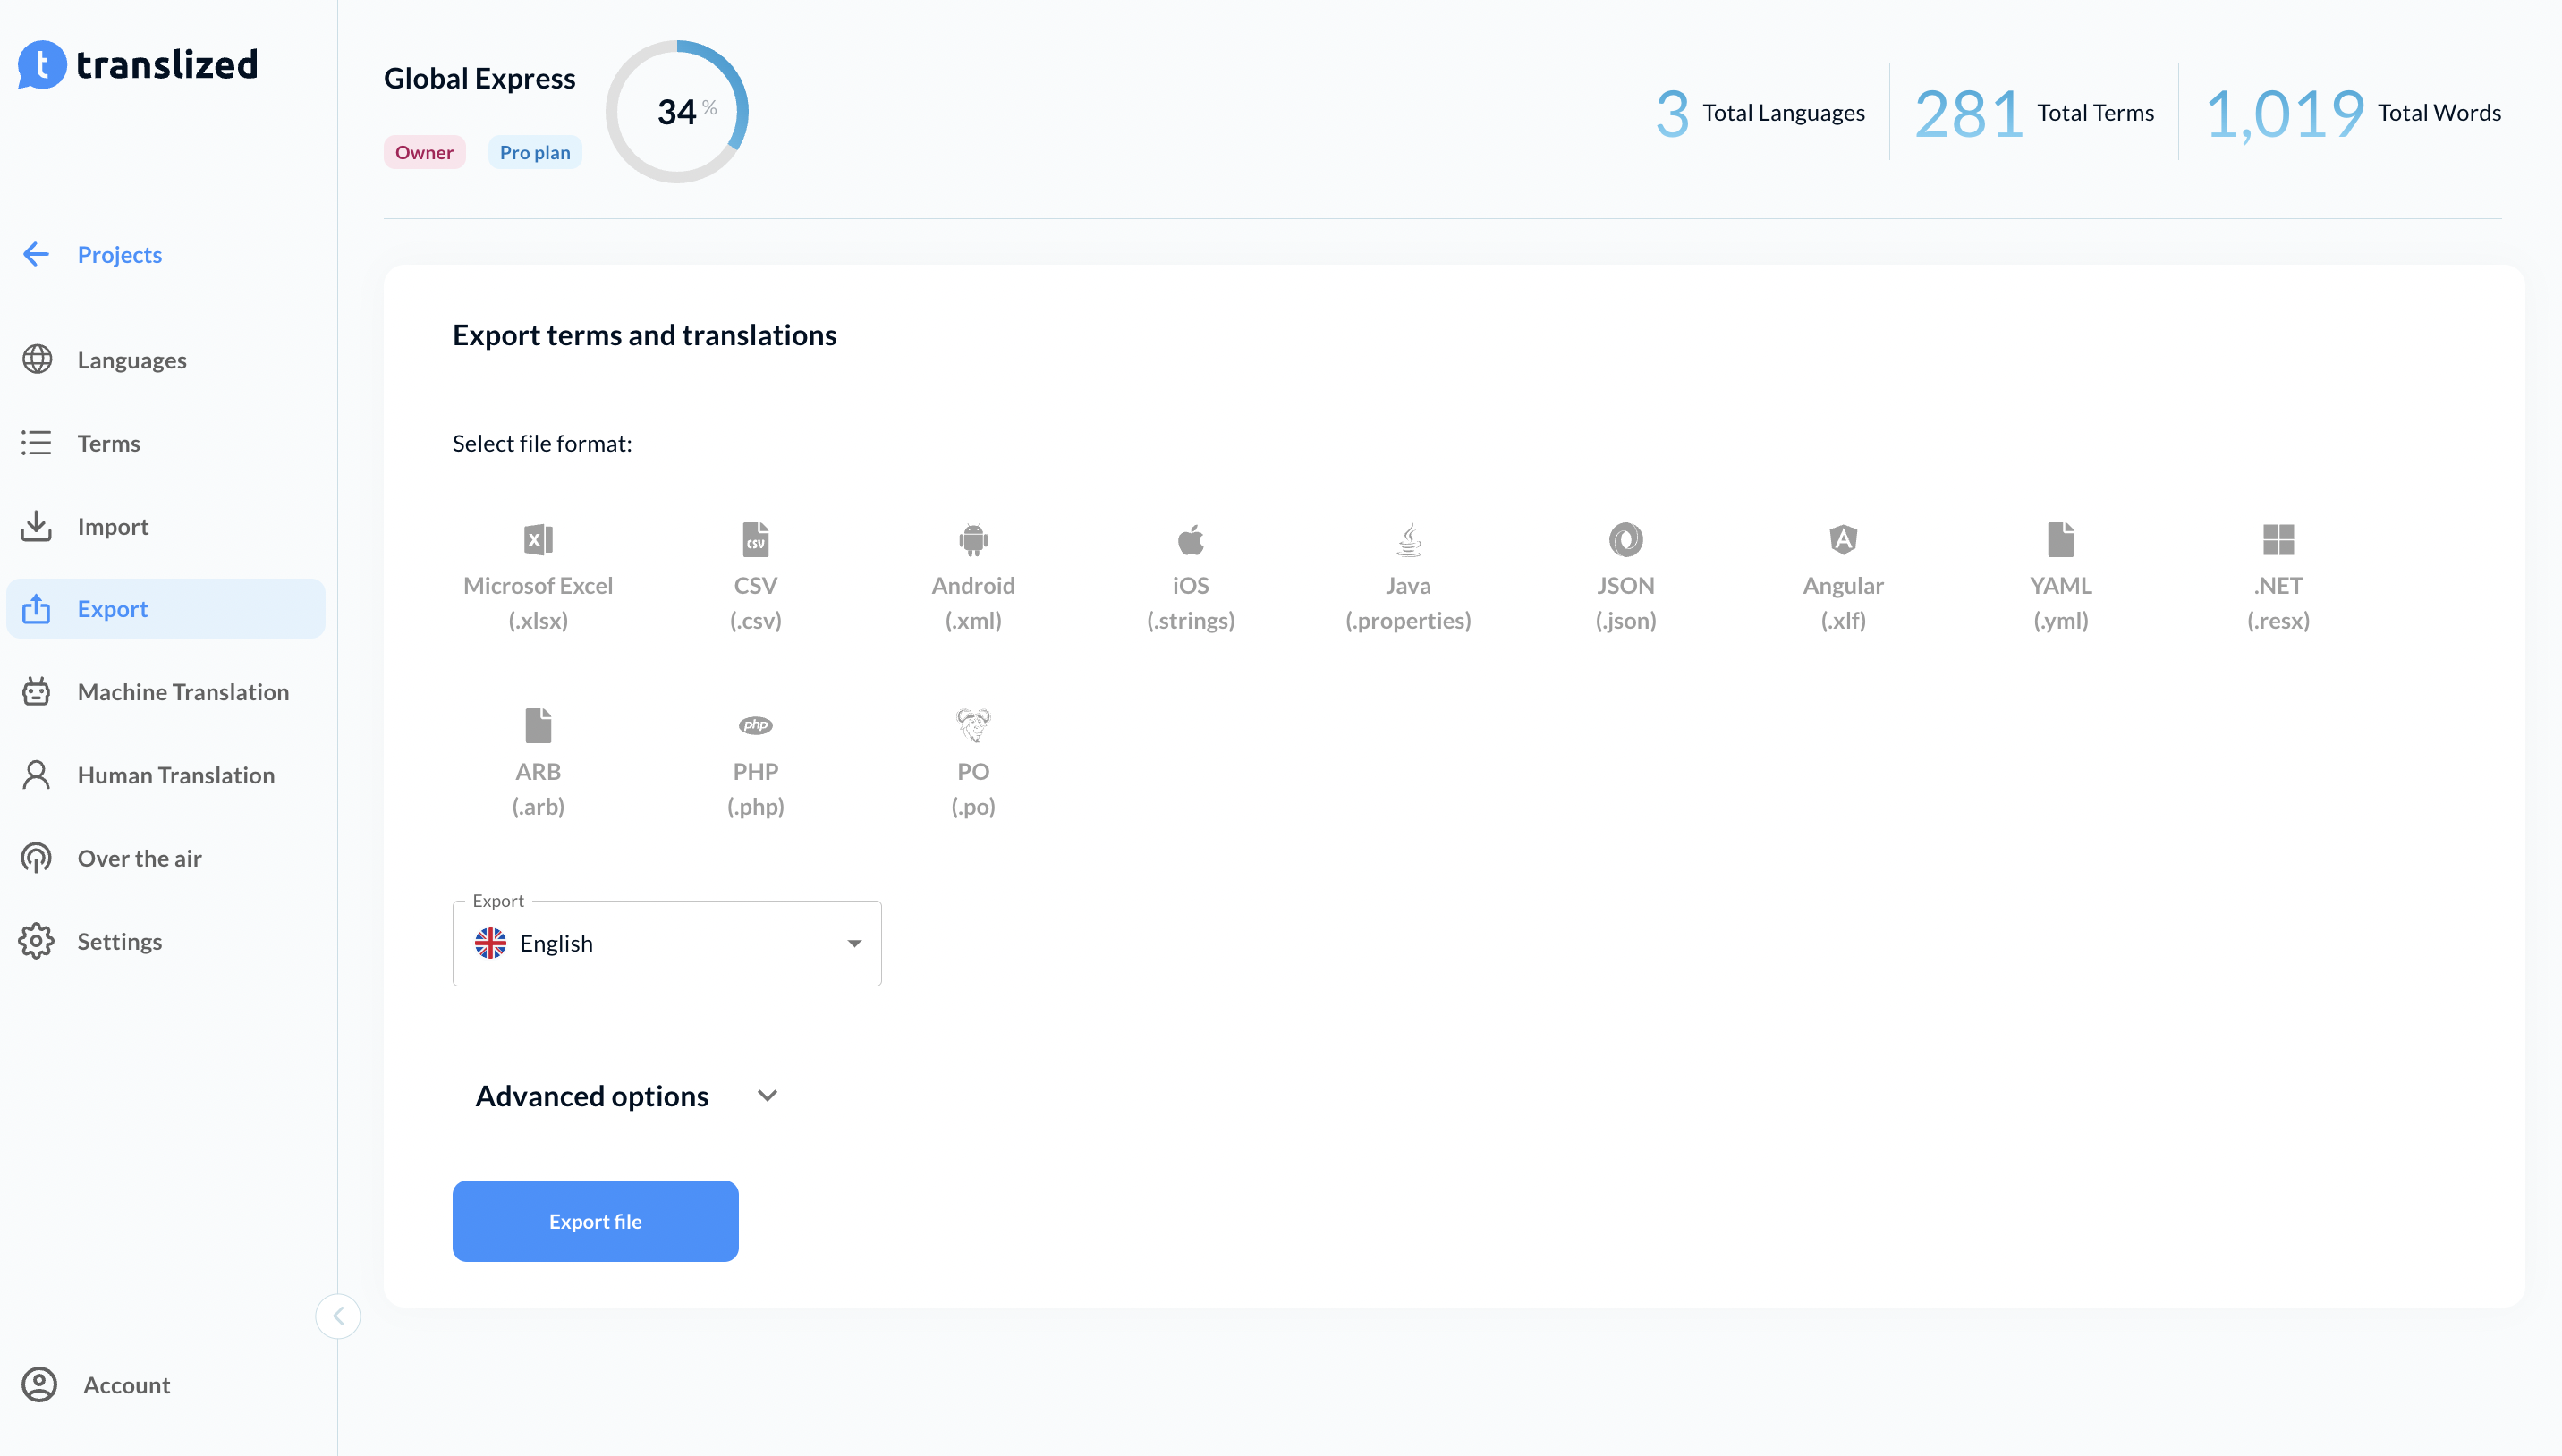 translized
Global Express
Owner
Pro plan
34 %
3 Total Languages
281 Total Terms
1,019 Total Words
Projects
Languages
Terms
Import
Export
Machine Translation
Human Translation
Over the air
Settings
Account
Export terms and translations
Select file format:
Microsof Excel
(.xlsx)
CSV
CSV
(.csv)
Android
(.xml)
iOS
(.strings)
Java
(.properties)
JSON
(.json)
Angular
(.xlf)
YAML
(.yml)
.NET
(.resx)
ARB
(.arb)
php
PHP
(.php)
PO
(.po)
Export
English
Advanced options
Export file